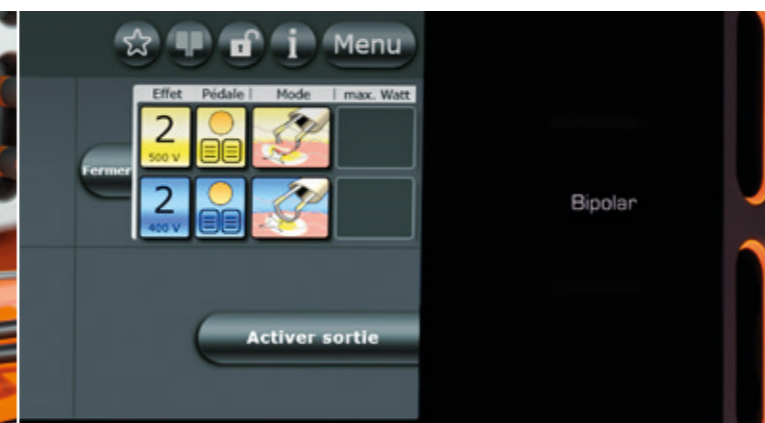 Menu
Effet Pédale Mode max. Watt
2
500 V
Fermer
2
400 V
Bipolar
Activer sortie